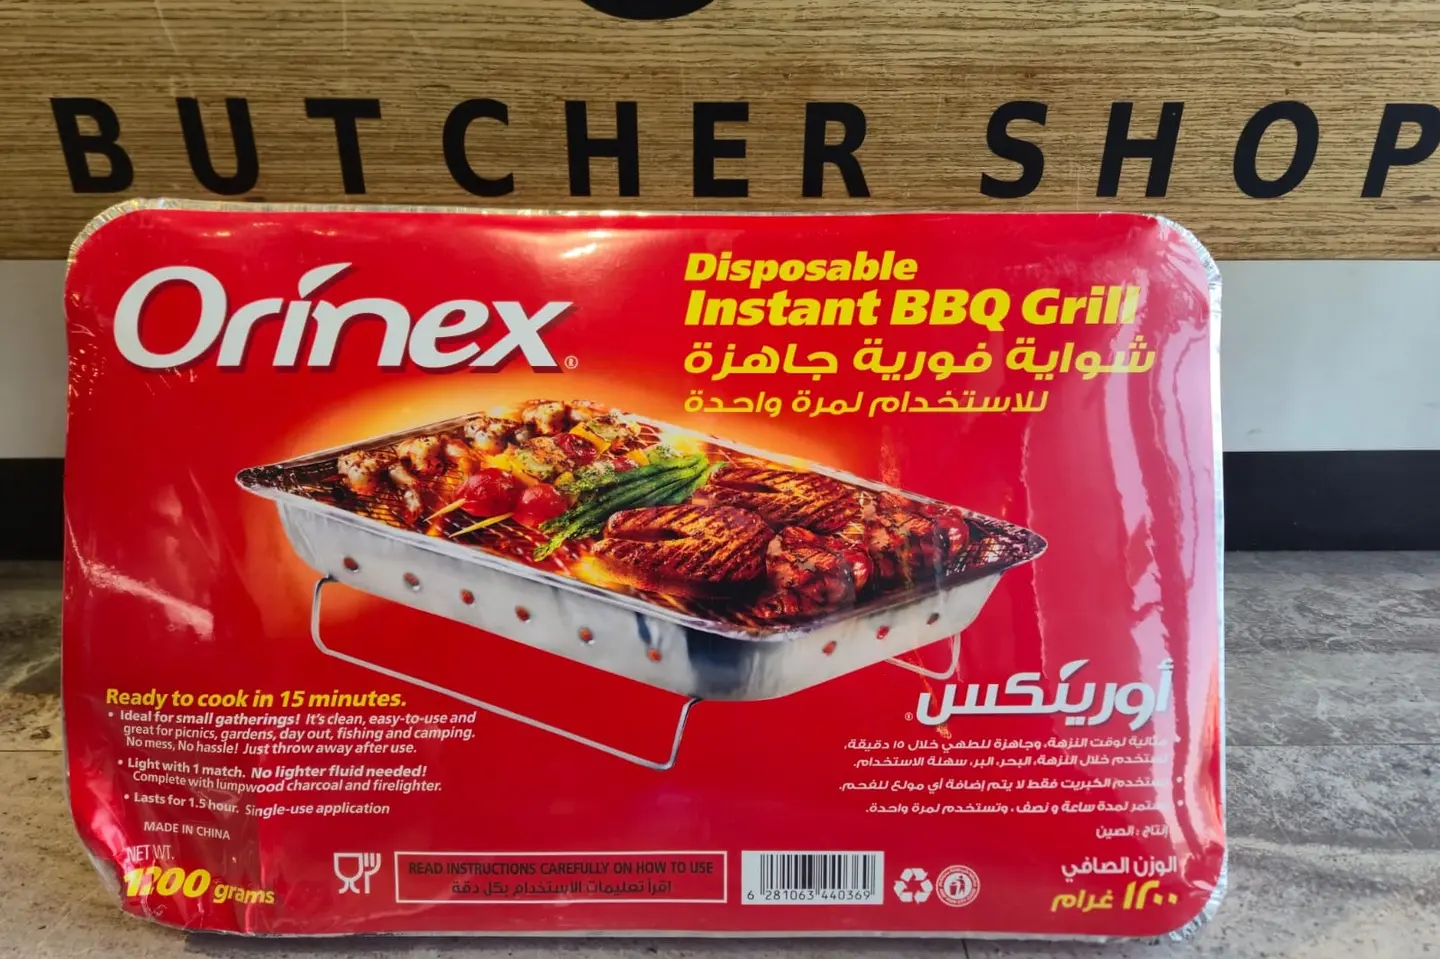 BUTCHER SHOP
Orinex®
Disposable
Instant BBQ Grill
شواية فورية جاهزة
للاستخدام لمرة واحدة
Ready to cook in 15 minutes.
• Ideal for small gatherings! It's clean, easy-to-use and
great for picnics, gardens, day out, fishing and camping.
No mess, No hassle! Just throw away after use.
• Light with 1 match. No lighter fluid needed!
Complete with lumpwood charcoal and firelighter.
• Lasts for 1.5 hour. Single-use application
MADE IN CHINA
NET WT.
1200 grams
أورينكس®
مثالية لوقت النزهة، وجاهزة للطهي خلال ١٥ دقيقة،
تستخدم خلال النزهة، البحر، البر، سهلة الاستخدام.
• يستخدم الكبريت فقط لا يتم إضافة أي مولع للفحم.
• تستمر لمدة ساعة و نصف ، وتستخدم لمرة واحدة.
إنتاج : الصين
الوزن الصافي
١٢٠٠ غرام
READ INSTRUCTIONS CAREFULLY ON HOW TO USE
اقرأ تعليمات الاستخدام بكل دقة
6 281063 440369